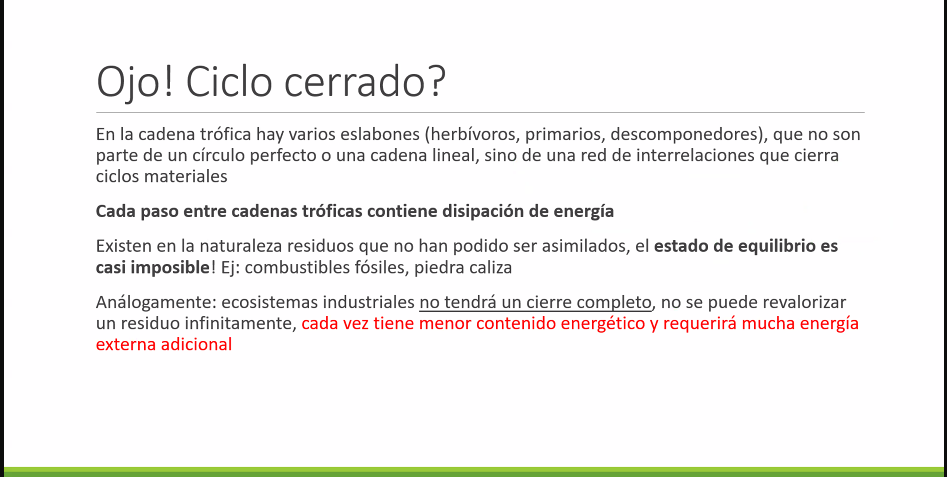 Ojo! Ciclo cerrado?
En la cadena trófica hay varios eslabones (herbívoros, primarios, descomponedores), que no son
parte de un círculo perfecto o una cadena lineal, sino de una red de interrelaciones que cierra
ciclos materiales
Cada paso entre cadenas tróficas contiene disipación de energía
Existen en la naturaleza residuos que no han podido ser asimilados, el estado de equilibrio es
casi imposible! Ej: combustibles fósiles, piedra caliza
Análogamente: ecosistemas industriales no tendrá un cierre completo, no se puede revalorizar
un residuo infinitamente, cada vez tiene menor contenido energético y requerirá mucha energía
externa adicional